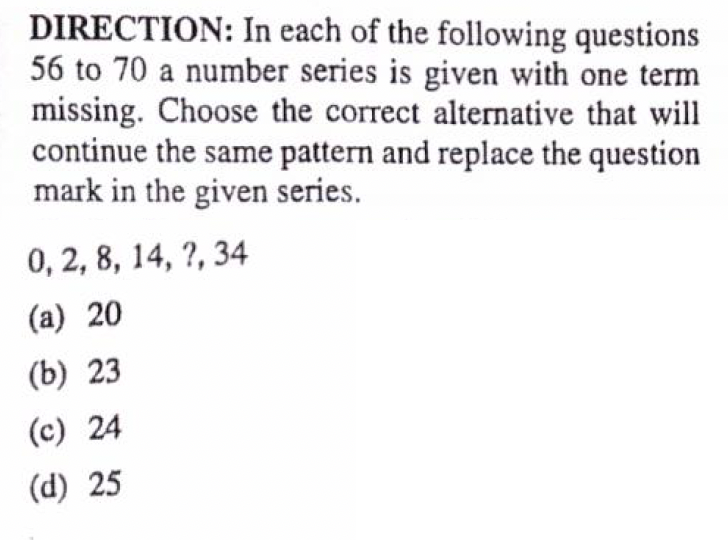 DIRECTION: In each of the following questions
56 to 70 a number series is given with one term
missing. Choose the correct alternative that will
continue the same pattern and replace the question
mark in the given series.
0, 2, 8, 14, ?, 34
(a) 20
(b) 23
(c) 24
(d) 25